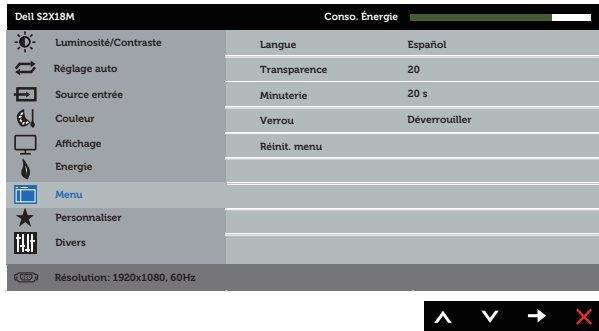 Dell S2X18M Conso. Énergie
Luminosité/Contraste Langue Español
Réglage auto Transparence 20
Source entrée Minuterie 20 s
Couleur Verrou Déverrouiller
Affichage Réinit. menu
Energie
Menu
Personnaliser
Divers
Résolution: 1920x1080, 60Hz